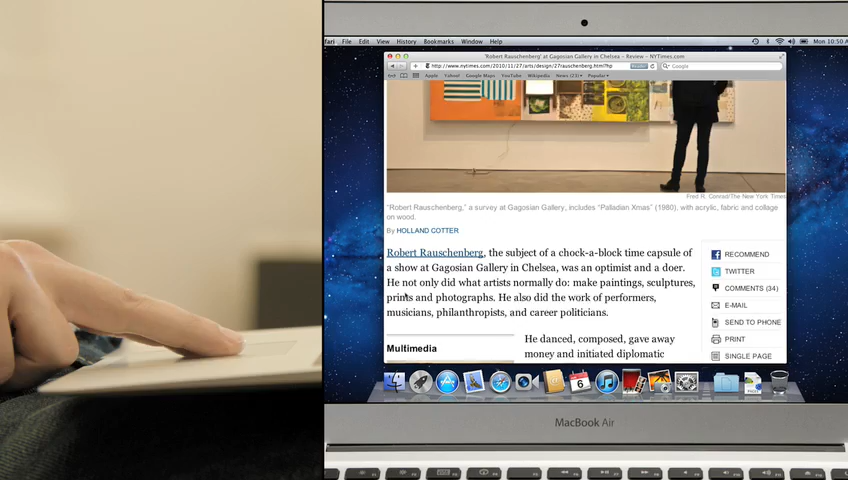 fari File Edit View History Bookmarks Window Help Mon 10:50 A
'Robert Rauschenberg' at Gagosian Gallery in Chelsea – Review – NYTimes.com
http://www.nytimes.com/2010/11/27/arts/design/27rauschenberg.html?hp
Google
Apple Yahoo! Google Maps YouTube Wikipedia News (23) Popular
Fred R. Conrad/The New York Times
"Robert Rauschenberg," a survey at Gagosian Gallery, includes "Palladian Xmas" (1980), with acrylic, fabric and collage
on wood.
By HOLLAND COTTER
Robert Rauschenberg, the subject of a chock-a-block time capsule of
a show at Gagosian Gallery in Chelsea, was an optimist and a doer.
He not only did what artists normally do: make paintings, sculptures,
prints and photographs. He also did the work of performers,
musicians, philanthropists, and career politicians.
Multimedia
He danced, composed, gave away
money and initiated diplomatic
RECOMMEND
TWITTER
COMMENTS (34)
E-MAIL
SEND TO PHONE
PRINT
SINGLE PAGE
6
MacBook Air